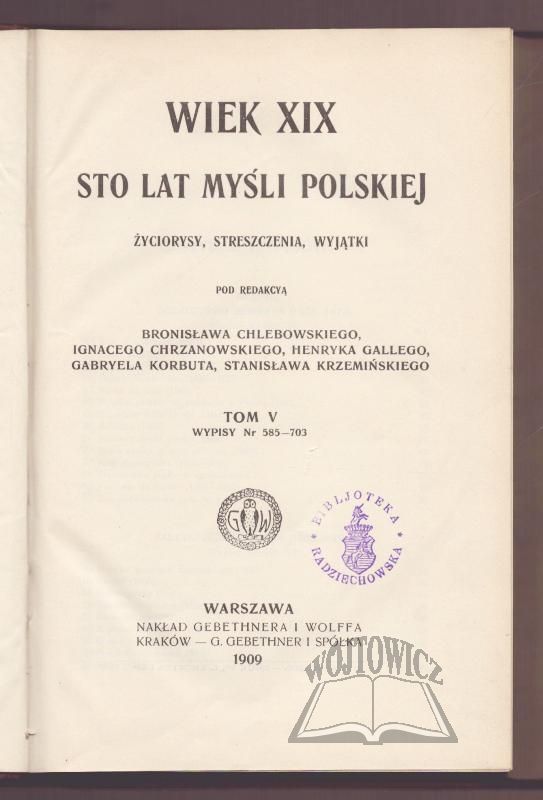 WIEK XIX
STO LAT MYŚLI POLSKIEJ
ŻYCIORYSY, STRESZCZENIA, WYJĄTKI
POD REDAKCYĄ
BRONISŁAWA CHLEBOWSKIEGO,
IGNACEGO CHRZANOWSKIEGO, HENRYKA GALLEGO,
GABRYELA KORBUTA, STANISŁAWA KRZEMIŃSKIEGO
TOM V
WYPISY Nr 585—703
G W
BIBLJOTEKA
RADZIECHOWSKA
WARSZAWA
NAKŁAD GEBETHNERA I WOLFFA
KRAKÓW — G. GEBETHNER I SPÓŁKA
1909
WÓJTOWICZ